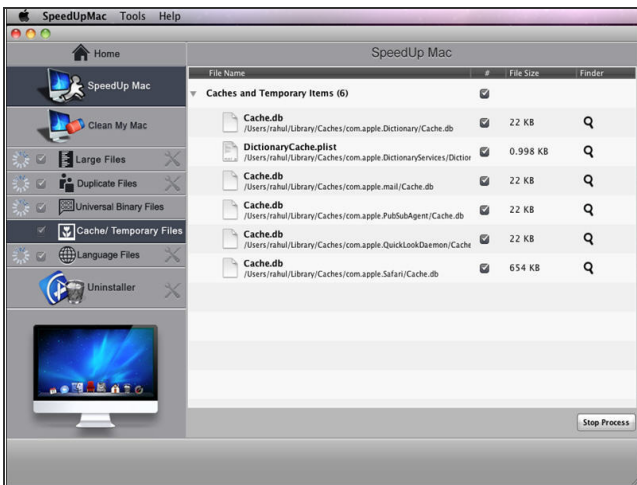 SpeedUpMac Tools Help
Home
SpeedUp Mac
SpeedUp Mac
Clean My Mac
Large Files
Duplicate Files
Universal Binary Files
Cache/ Temporary Files
Language Files
Uninstaller
File Name # File Size Finder
Caches and Temporary Items (6)
Cache.db
/Users/rahul/Library/Caches/com.apple.Dictionary/Cache.db
22 KB
DictionaryCache.plist
/Users/rahul/Library/Caches/com.apple.DictionaryServices/Diction
0.998 KB
Cache.db
/Users/rahul/Library/Caches/com.apple.mail/Cache.db
22 KB
Cache.db
/Users/rahul/Library/Caches/com.apple.PubSubAgent/Cache.db
22 KB
Cache.db
/Users/rahul/Library/Caches/com.apple.QuickLookDaemon/Cache
22 KB
Cache.db
/Users/rahul/Library/Caches/com.apple.Safari/Cache.db
654 KB
Stop Process